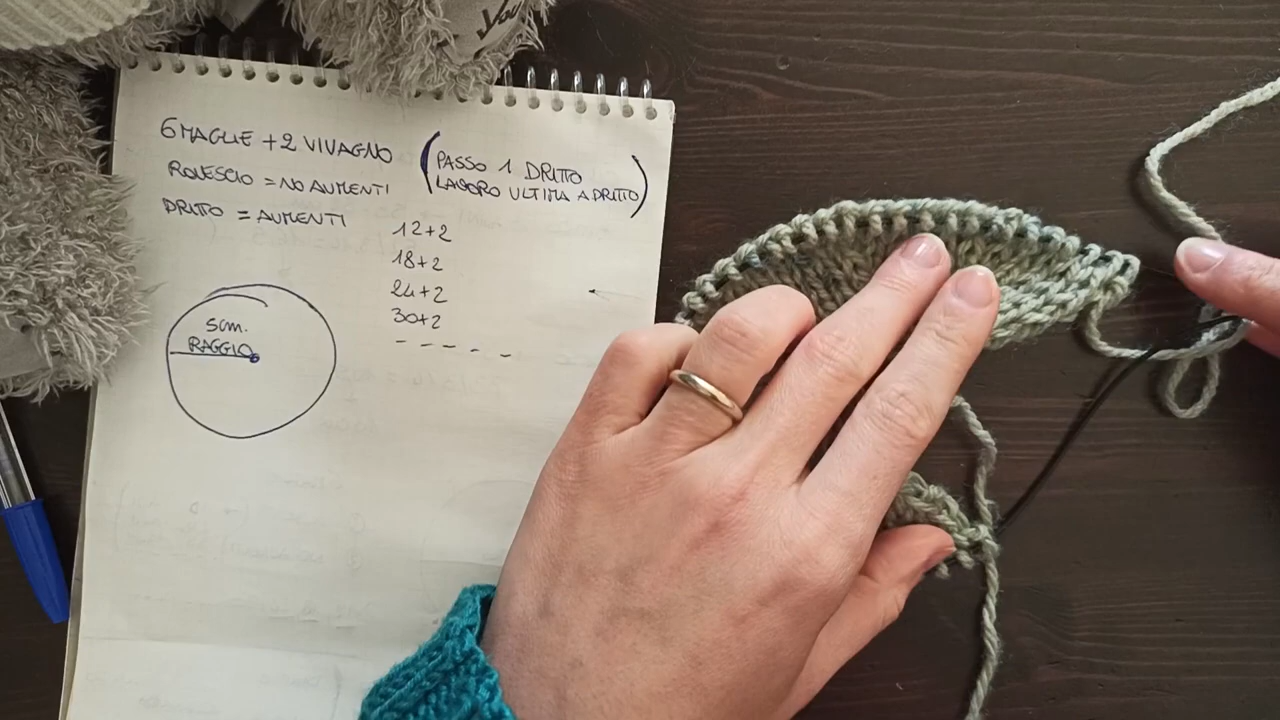 6 MAGLIE + 2 VIVAGNO
(PASSO 1 DRITTO
LAVORO ULTIMA A DRITTO)
ROVESCIO = NO AUMENTI
DRITTO = AUMENTI
12+2
18+2
24+2
30+2
- - - - -
5cm.
RAGGIO
You